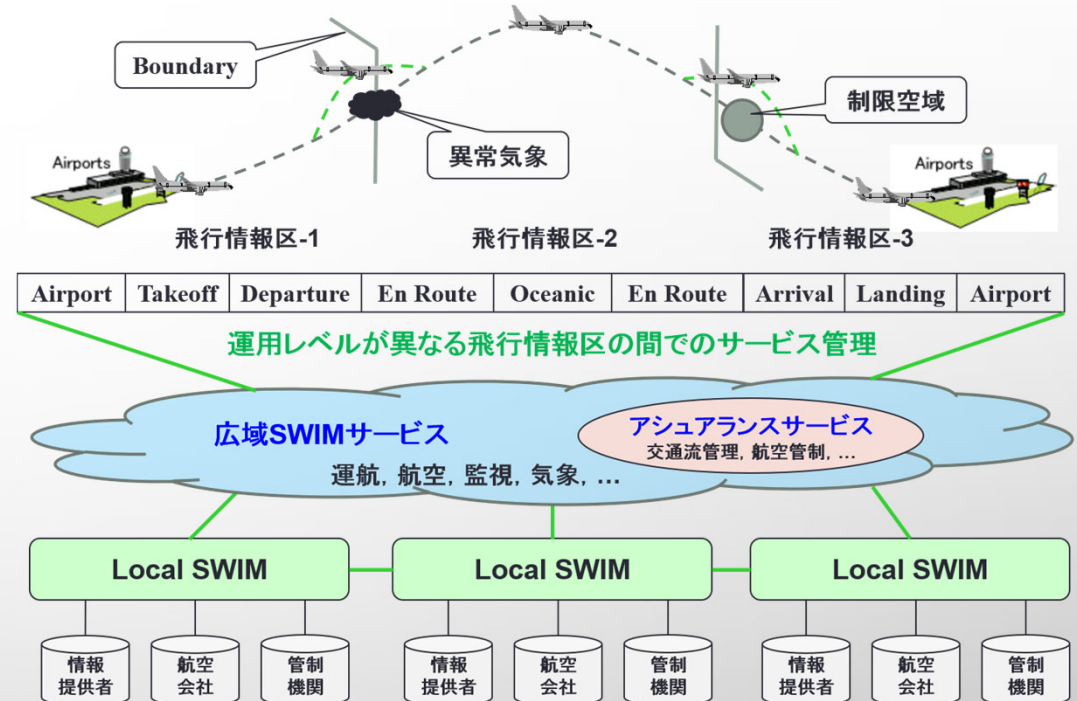 Boundary
異常気象
制限空域
Airports
Airports
飛行情報区-1
飛行情報区-2
飛行情報区-3
Airport Takeoff Departure En Route Oceanic En Route Arrival Landing Airport
運用レベルが異なる飛行情報区の間でのサービス管理
広域SWIMサービス
アシュアランスサービス
交通流管理, 航空管制, ...
運航, 航空, 監視, 気象, ...
Local SWIM
Local SWIM
Local SWIM
情報
提供者
航空
会社
管制
機関
情報
提供者
航空
会社
管制
機関
情報
提供者
航空
会社
管制
機関